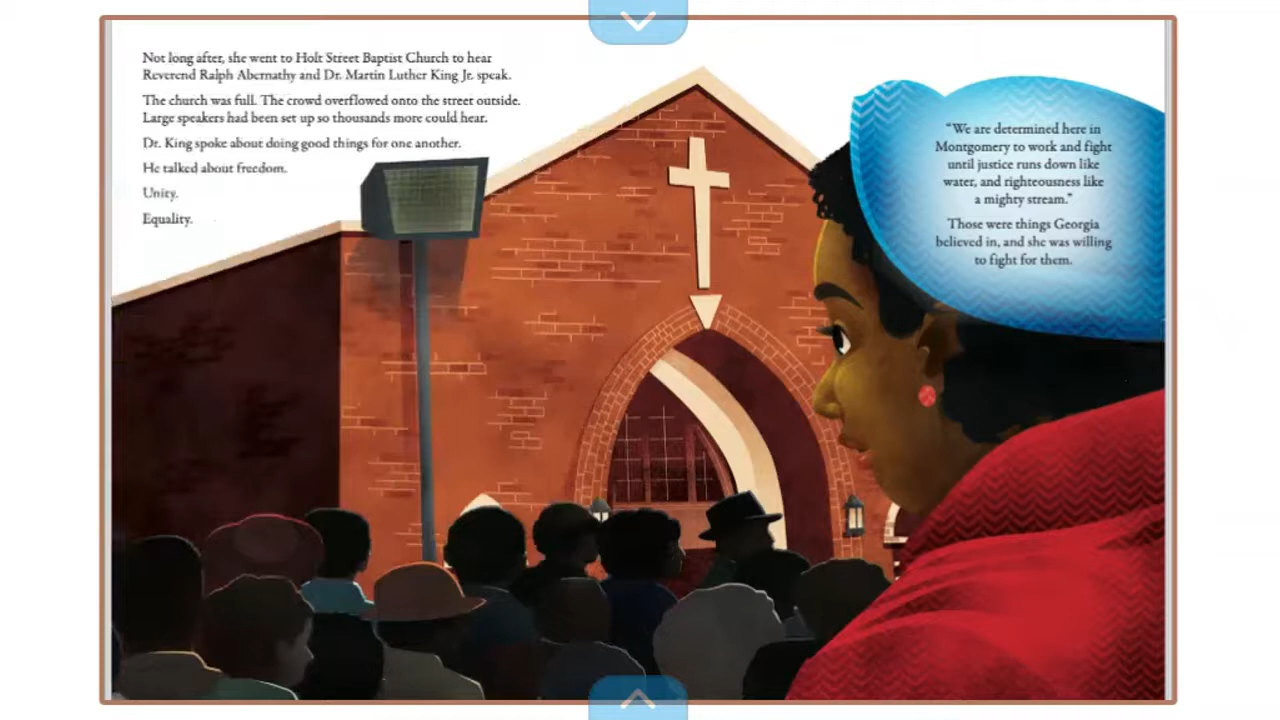 Not long after, she went to Holt Street Baptist Church to hear
Reverend Ralph Abernathy and Dr. Martin Luther King Jr. speak.
The church was full. The crowd overflowed onto the street outside.
Large speakers had been set up so thousands more could hear.
Dr. King spoke about doing good things for one another.
He talked about freedom.
Unity.
Equality.
“We are determined here in
Montgomery to work and fight
until justice runs down like
water, and righteousness like
a mighty stream.”
Those were things Georgia
believed in, and she was willing
to fight for them.